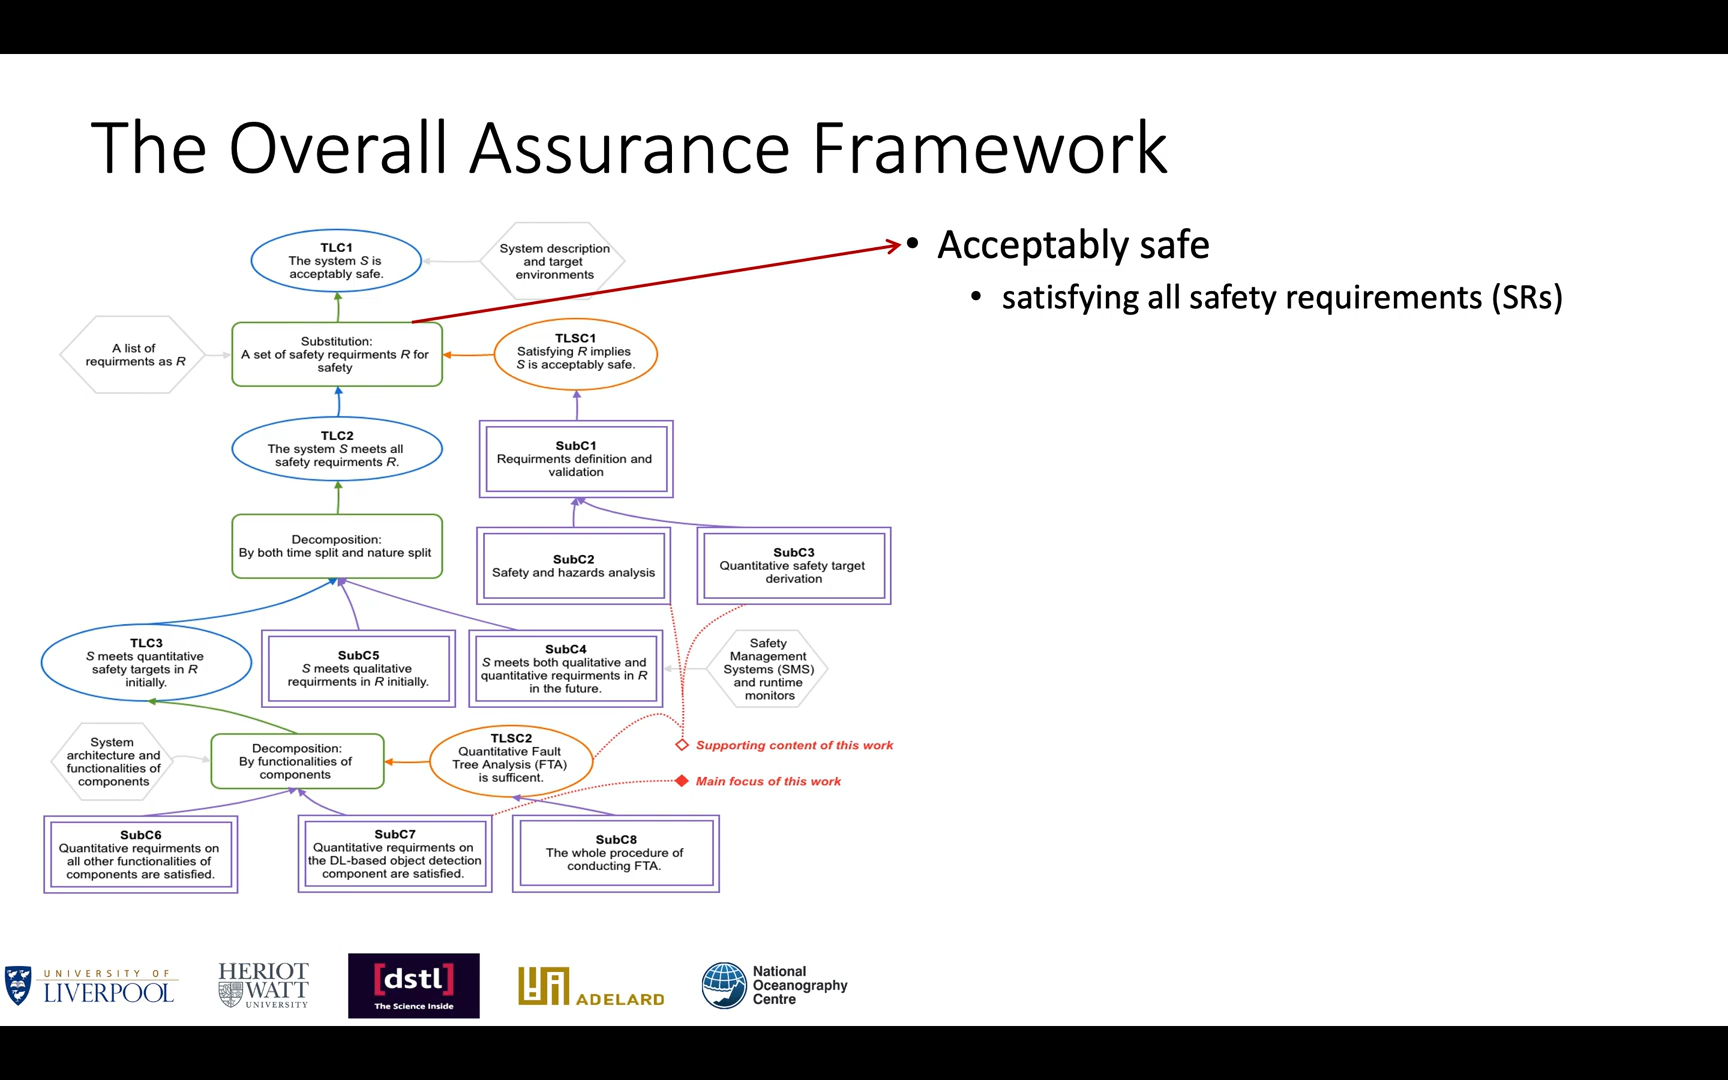 The Overall Assurance Framework
TLC1
The system S is
acceptably safe.
System description
and target
environments
• Acceptably safe
• satisfying all safety requirements (SRs)
A list of
requirments as R
Substitution:
A set of safety requirments R for
safety
TLSC1
Satisfying R implies
S is acceptably safe.
TLC2
The system S meets all
safety requirments R.
SubC1
Requirments definition and
validation
Decomposition:
By both time split and nature split
SubC2
Safety and hazards analysis
SubC3
Quantitative safety target
derivation
TLC3
S meets quantitative
safety targets in R
initially.
SubC5
S meets qualitative
requirments in R initially.
SubC4
S meets both qualitative and
quantitative requirments in R
in the future.
Safety
Management
Systems (SMS)
and runtime
monitors
System
architecture and
functionalities of
components
Decomposition:
By functionalities of
components
TLSC2
Quantitative Fault
Tree Analysis (FTA)
is sufficent.
Supporting content of this work
Main focus of this work
SubC6
Quantitative requirments on
all other functionalities of
components are satisfied.
SubC7
Quantitative requirments on
the DL-based object detection
component are satisfied.
SubC8
The whole procedure of
conducting FTA.
UNIVERSITY OF
LIVERPOOL
HERIOT
WATT
UNIVERSITY
[dstl]
The Science Inside
ADELARD
National
Oceanography
Centre